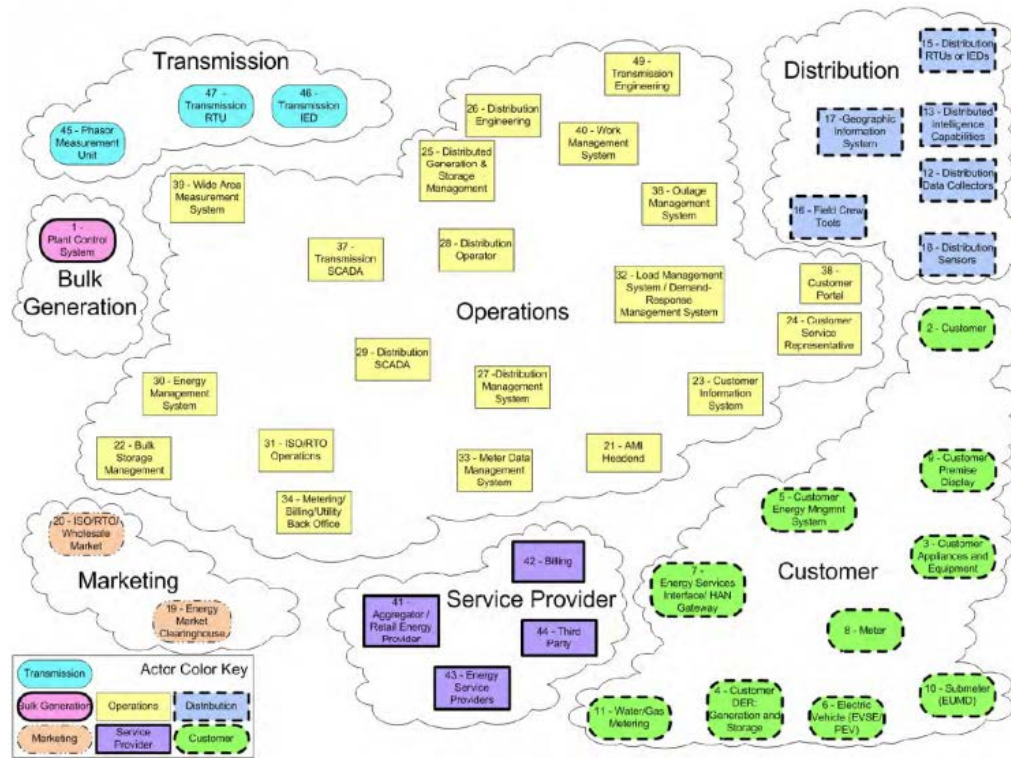 Transmission
47 -
Transmission
RTU
46 -
Transmission
IED
45 - Phasor
Measurement
Unit
1 -
Plant Control
System
Bulk
Generation
49 -
Transmission
Engineering
26 - Distribution
Engineering
40 - Work
Management
System
25 - Distributed
Generation &
Storage
Management
39 - Wide Area
Measurement
System
36 - Outage
Management
System
37 -
Transmission
SCADA
28 - Distribution
Operator
32 - Load Management
System / Demand-
Response
Management System
38 -
Customer
Portal
Operations
24 - Customer
Service
Representative
29 - Distribution
SCADA
27 -Distribution
Management
System
23 - Customer
Information
System
30 - Energy
Management
System
22 - Bulk
Storage
Management
31 - ISO/RTO
Operations
33 - Meter Data
Management
System
21 - AMI
Headend
34 - Metering/
Billing/Utility
Back Office
Distribution
15 - Distribution
RTUs or IEDs
17 -Geographic
Information
System
13 - Distributed
Intelligence
Capabilities
12 - Distribution
Data Collectors
16 - Field Crew
Tools
18 - Distribution
Sensors
2 - Customer
9 - Customer
Premise
Display
5 - Customer
Energy Mngmnt
System
3 - Customer
Appliances and
Equipment
Customer
7 -
Energy Services
Interface/ HAN
Gateway
8 - Meter
10 - Submeter
(EUMD)
4 - Customer
DER:
Generation and
Storage
6 - Electric
Vehicle (EVSE/
PEV)
11 - Water/Gas
Metering
20 - ISO/RTO/
Wholesale
Market
Marketing
19 - Energy
Market
Clearinghouse
42 - Billing
Service Provider
41 -
Aggregator /
Retail Energy
Provider
44 - Third
Party
43 - Energy
Service
Providers
Actor Color Key
Transmission
Bulk Generation
Operations
Distribution
Marketing
Service
Provider
Customer